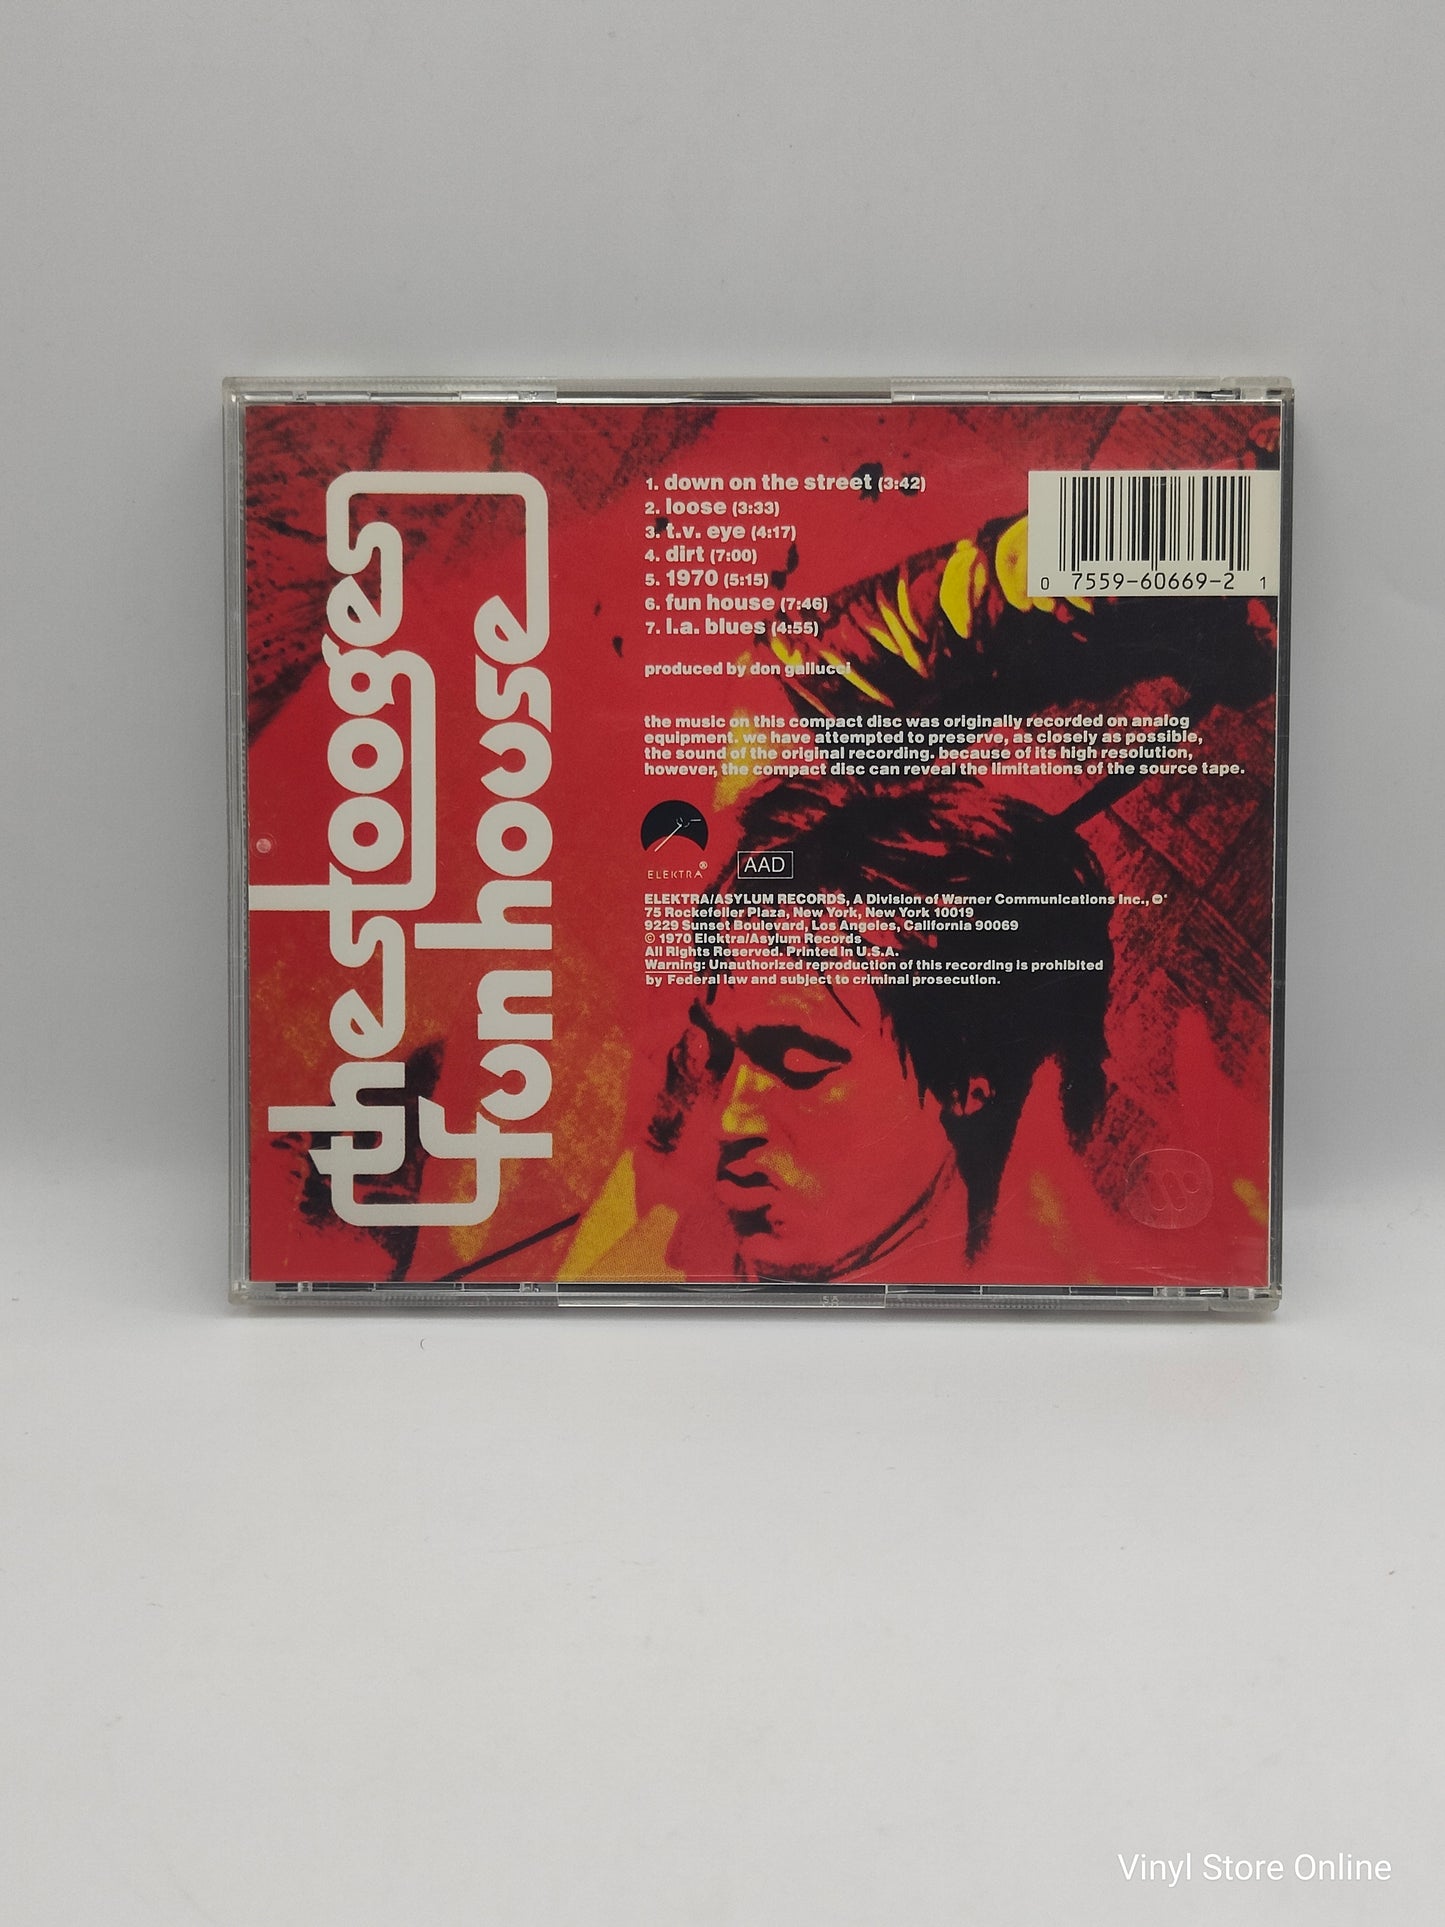 the stooges
fun house
1. down on the street (3:42)
2. loose (3:33)
3. t.v. eye (4:17)
4. dirt (7:00)
5. 1970 (5:15)
6. fun house (7:46)
7. l.a. blues (4:55)
0 7559-60669-2 1
produced by don gallucci
the music on this compact disc was originally recorded on analog
equipment. we have attempted to preserve, as closely as possible,
the sound of the original recording. because of its high resolution,
however, the compact disc can reveal the limitations of the source tape.
ELEKTRA®
AAD
ELEKTRA/ASYLUM RECORDS, A Division of Warner Communications Inc.,
75 Rockefeller Plaza, New York, New York 10019
9229 Sunset Boulevard, Los Angeles, California 90069
© 1970 Elektra/Asylum Records
All Rights Reserved. Printed in U.S.A.
Warning: Unauthorized reproduction of this recording is prohibited
by Federal law and subject to criminal prosecution.
Vinyl Store Online